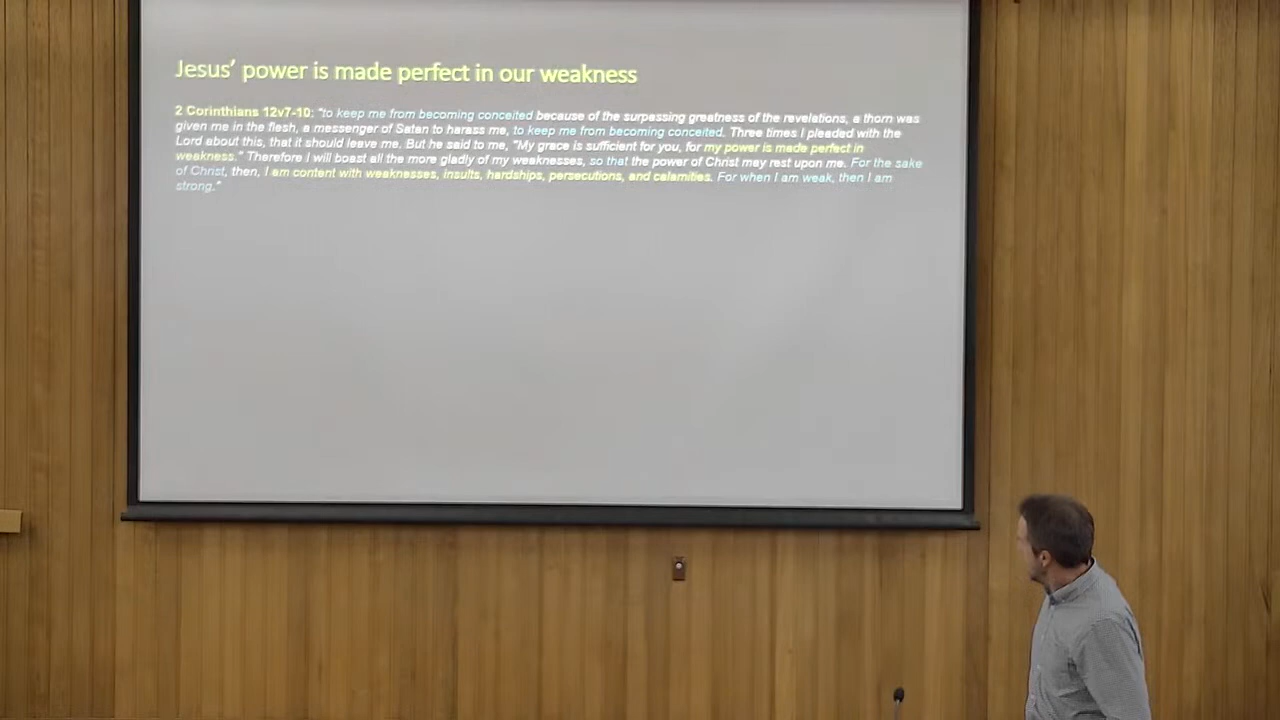 Jesus’ power is made perfect in our weakness
2 Corinthians 12v7-10: “to keep me from becoming conceited because of the surpassing greatness of the revelations, a thorn was
given me in the flesh, a messenger of Satan to harass me, to keep me from becoming conceited. Three times I pleaded with the
Lord about this, that it should leave me. But he said to me, “My grace is sufficient for you, for my power is made perfect in
weakness.” Therefore I will boast all the more gladly of my weaknesses, so that the power of Christ may rest upon me. For the sake
of Christ, then, I am content with weaknesses, insults, hardships, persecutions, and calamities. For when I am weak, then I am
strong.”